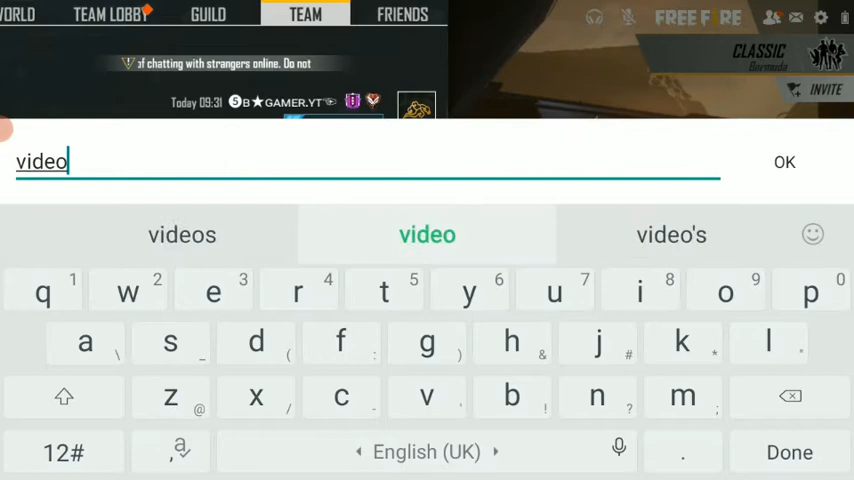 WORLD TEAM LOBBY GUILD TEAM FRIENDS FREE FIRE
CLASSIC
Bermuda
of chatting with strangers online. Do not
INVITE
Today 09:31 5B★GAMER.YT
video OK
videos video video's
q 1 w 2 e 3 r 4 t 5 y 6 u 7 i 8 o 9 p 0
a \ s _ d ( f : g ) h & j # k * l "
z @ x / c - v ' b ! n ? m ;
12# , a English (UK) . Done